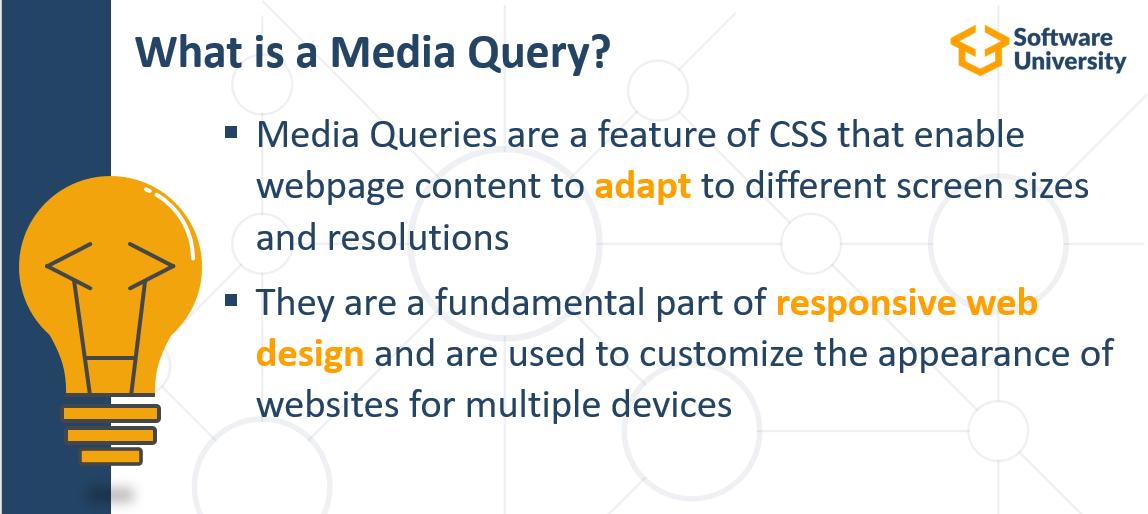 What is a Media Query?
Software
University
Media Queries are a feature of CSS that enable
webpage content to adapt to different screen sizes
and resolutions
They are a fundamental part of responsive web
design and are used to customize the appearance of
websites for multiple devices